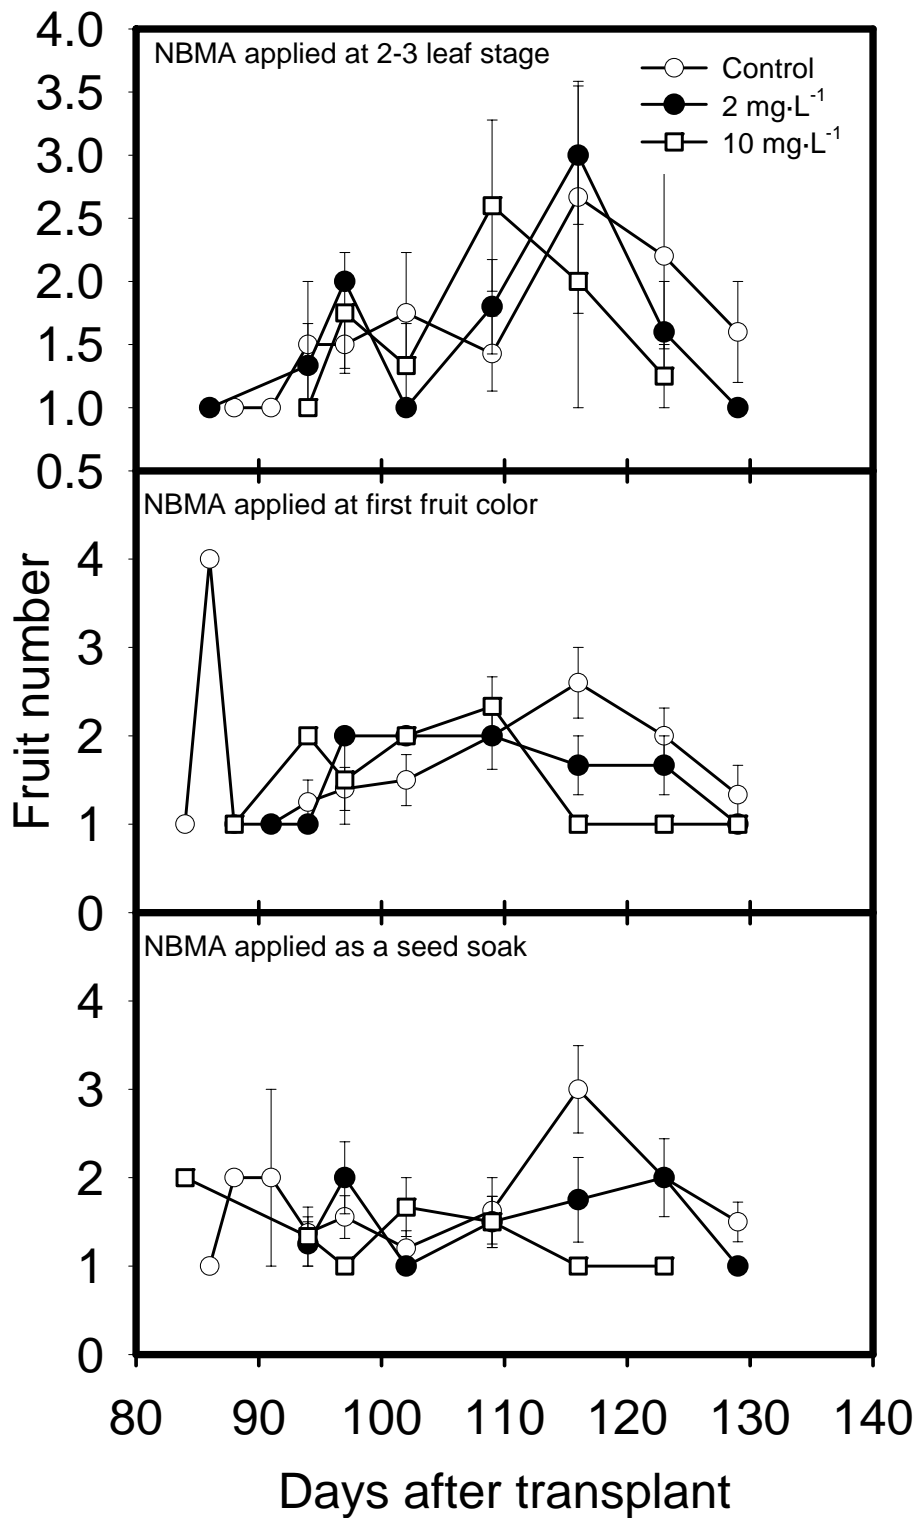 4.0
NBMA applied at 2-3 leaf stage
Control
3.5
2 mg·L-1
10 mg·L-1
3.0
2.5
2.0
1.5
1.0
0.5
NBMA applied at first fruit color
4
3
2
1
0
Fruit number
NBMA applied as a seed soak
4
3
2
1
0
80 90 100 110 120 130 140
Days after transplant